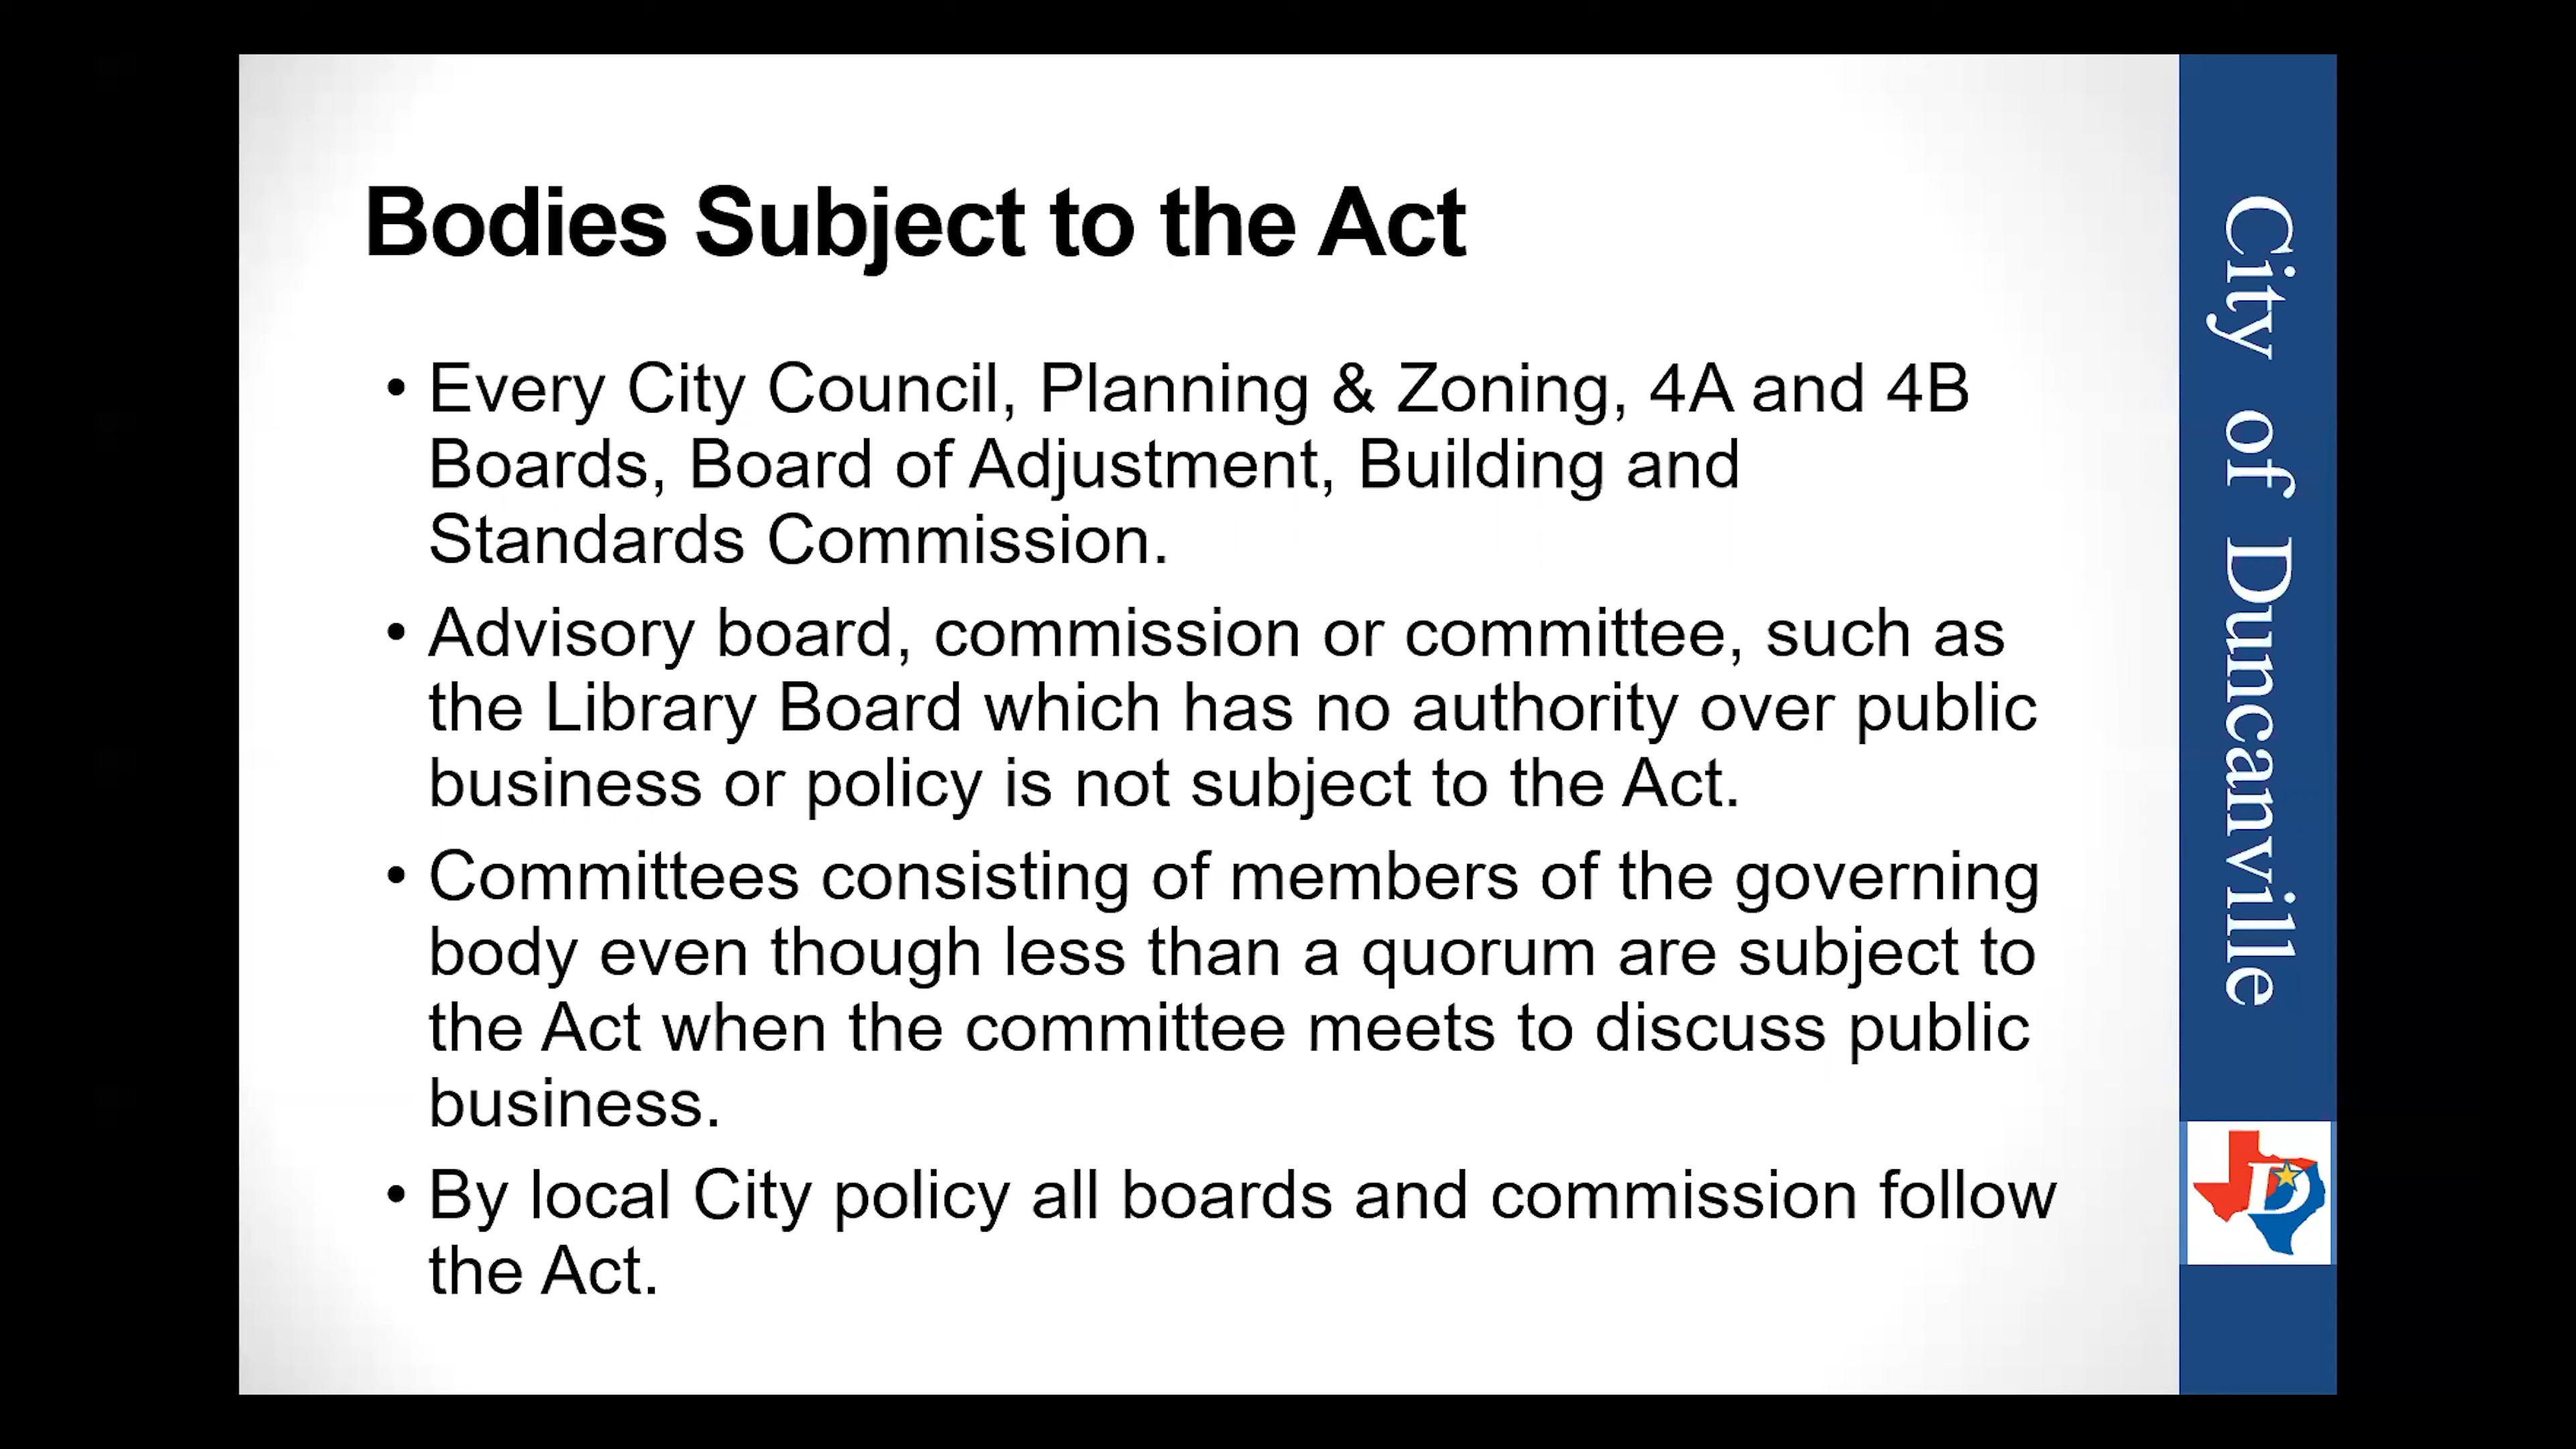 Bodies Subject to the Act
• Every City Council, Planning & Zoning, 4A and 4B
Boards, Board of Adjustment, Building and
Standards Commission.
• Advisory board, commission or committee, such as
the Library Board which has no authority over public
business or policy is not subject to the Act.
• Committees consisting of members of the governing
body even though less than a quorum are subject to
the Act when the committee meets to discuss public
business.
• By local City policy all boards and commission follow
the Act.
City of Duncanville
D